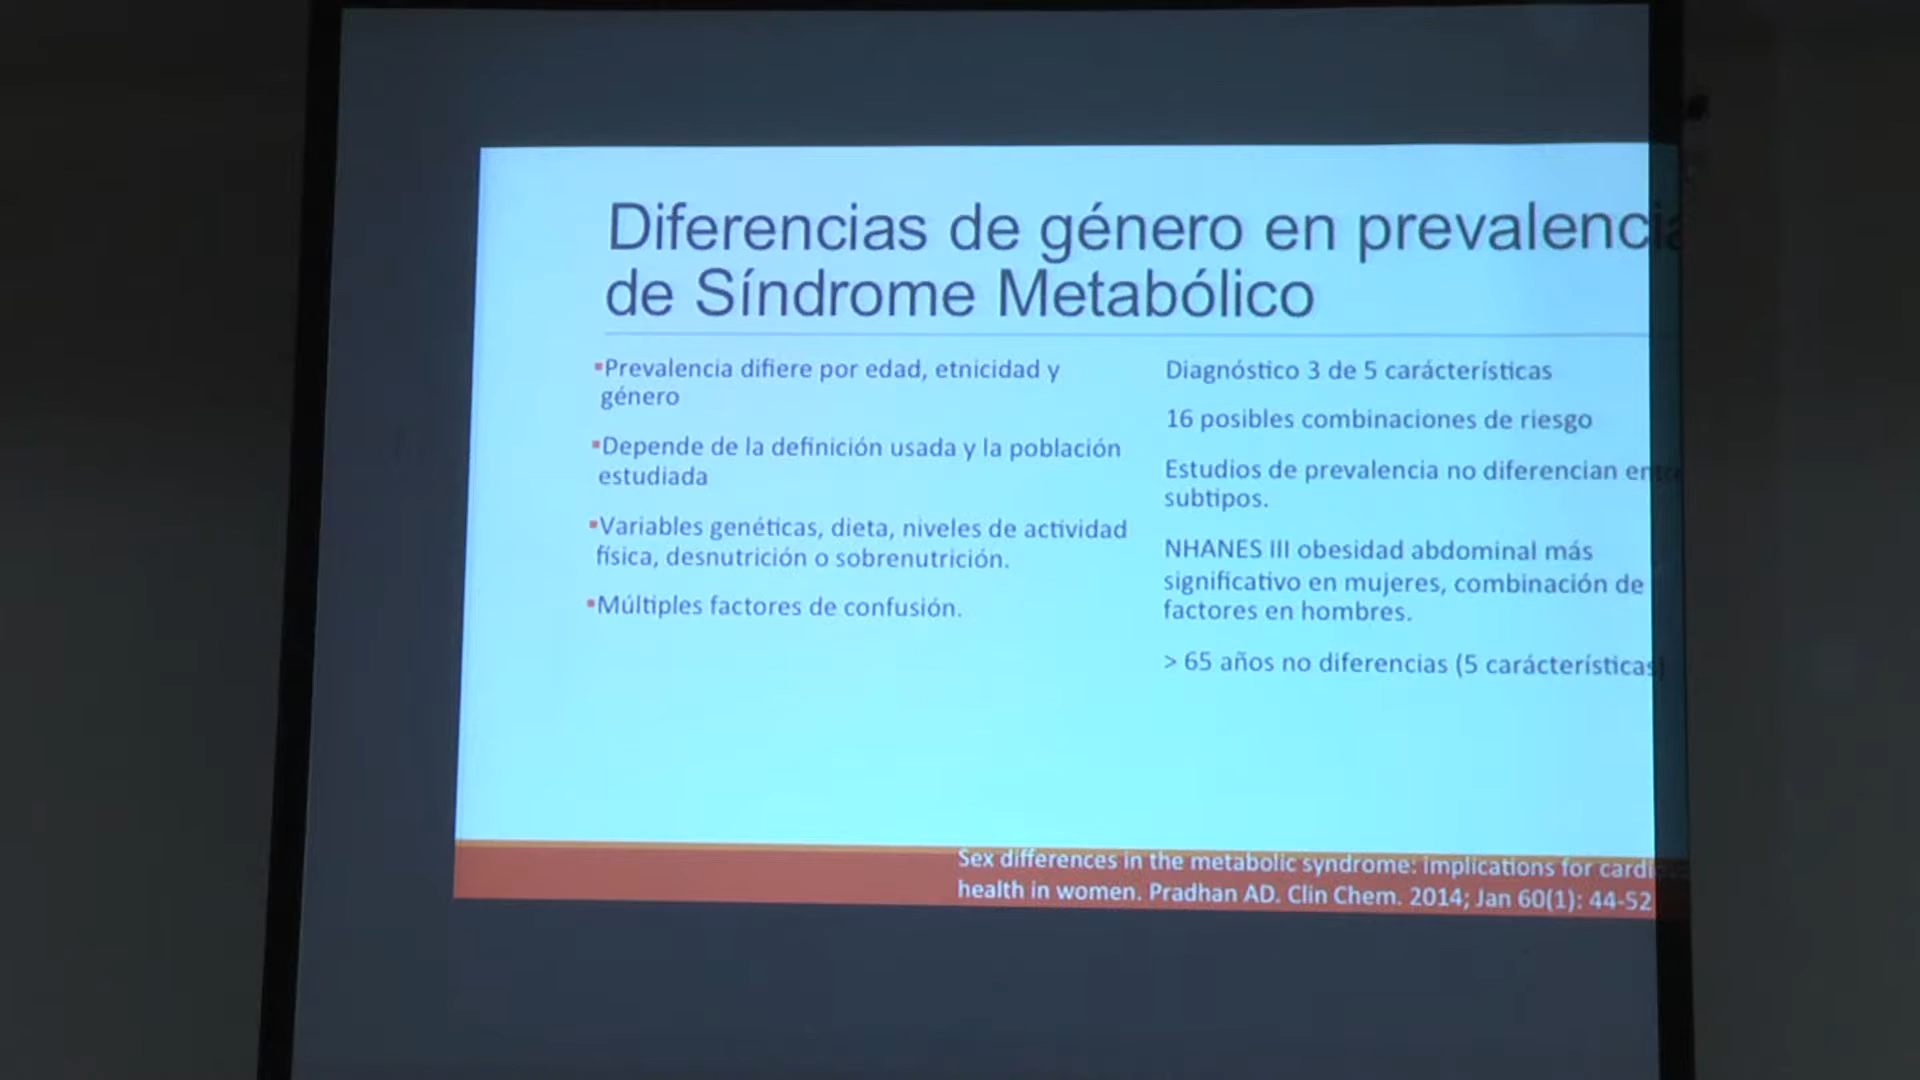 Diferencias de género en prevalencia
de Síndrome Metabólico
▪Prevalencia difiere por edad, etnicidad y
género
▪Depende de la definición usada y la población
estudiada
▪Variables genéticas, dieta, niveles de actividad
física, desnutrición o sobrenutrición.
▪Múltiples factores de confusión.
Diagnóstico 3 de 5 carácterísticas
16 posibles combinaciones de riesgo
Estudios de prevalencia no diferencian entre
subtipos.
NHANES III obesidad abdominal más
significativo en mujeres, combinación de
factores en hombres.
> 65 años no diferencias (5 carácterísticas)
Sex differences in the metabolic syndrome: implications for
health in women. Pradhan AD. Clin Chem. 2014; Jan 60(1): 44-52